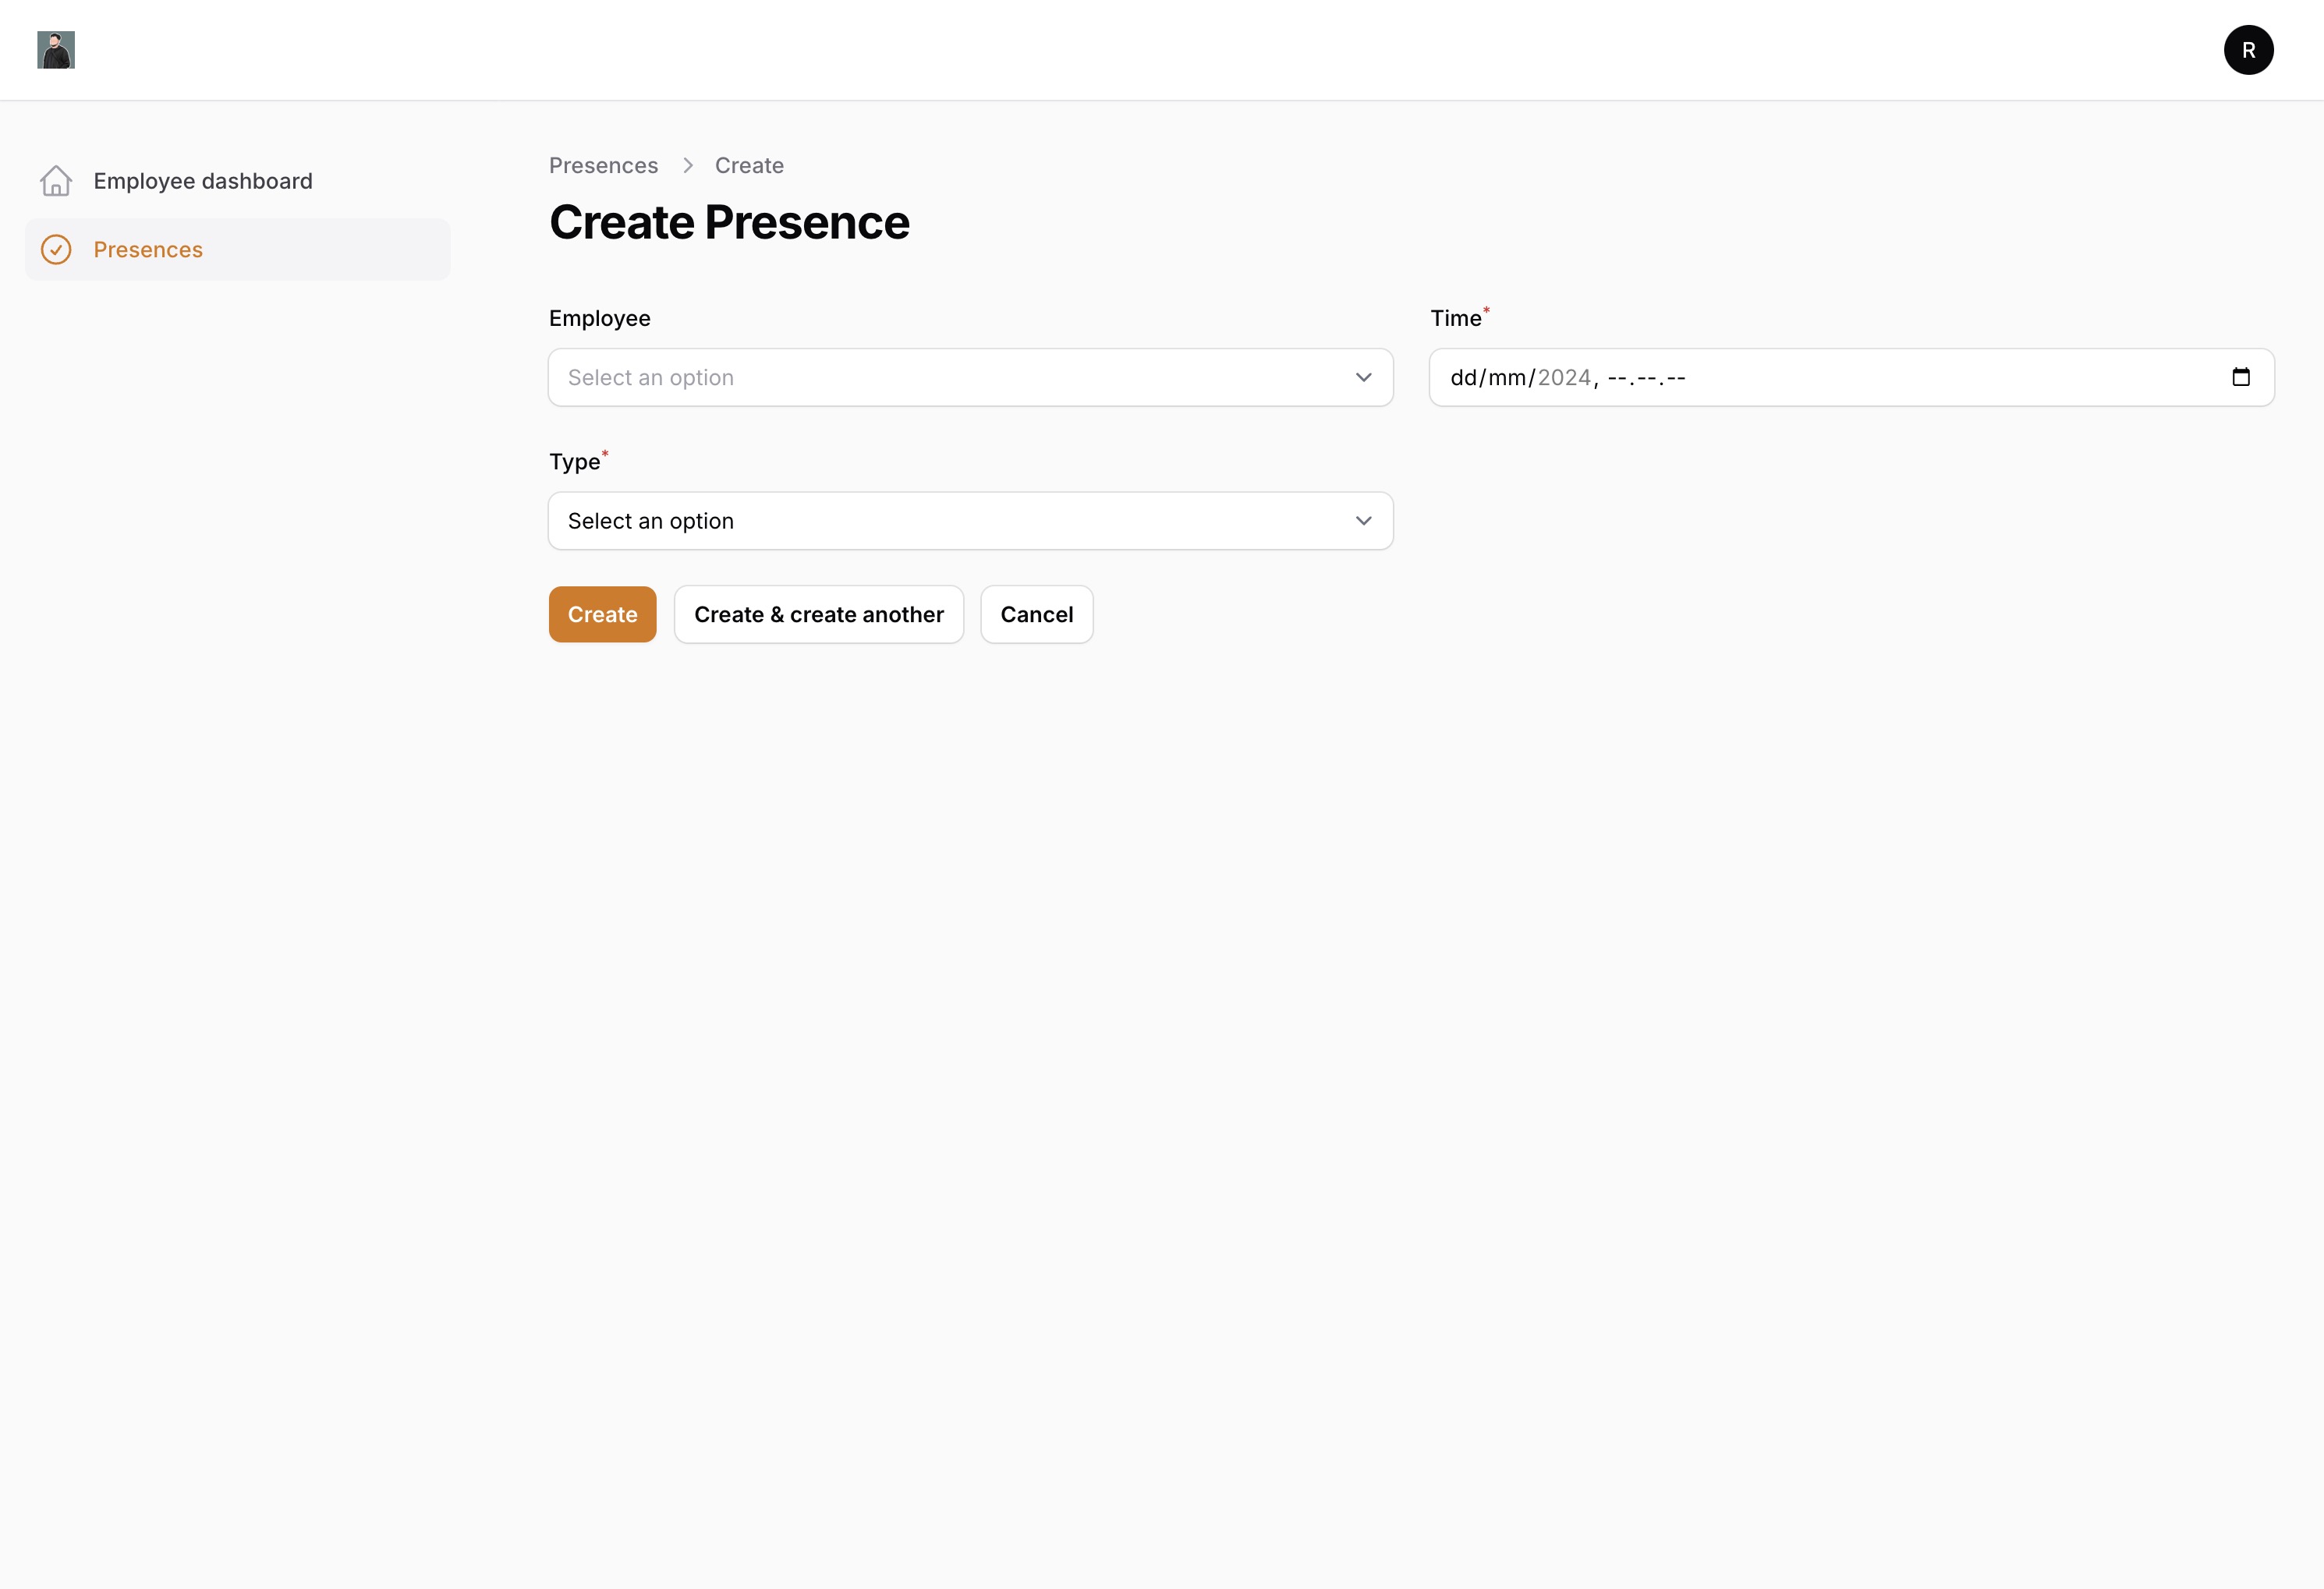 R
Employee dashboard
Presences
Presences > Create
Create Presence
Employee
Select an option
Time*
dd/mm/2024, --.--.--
Type*
Select an option
Create
Create & create another
Cancel